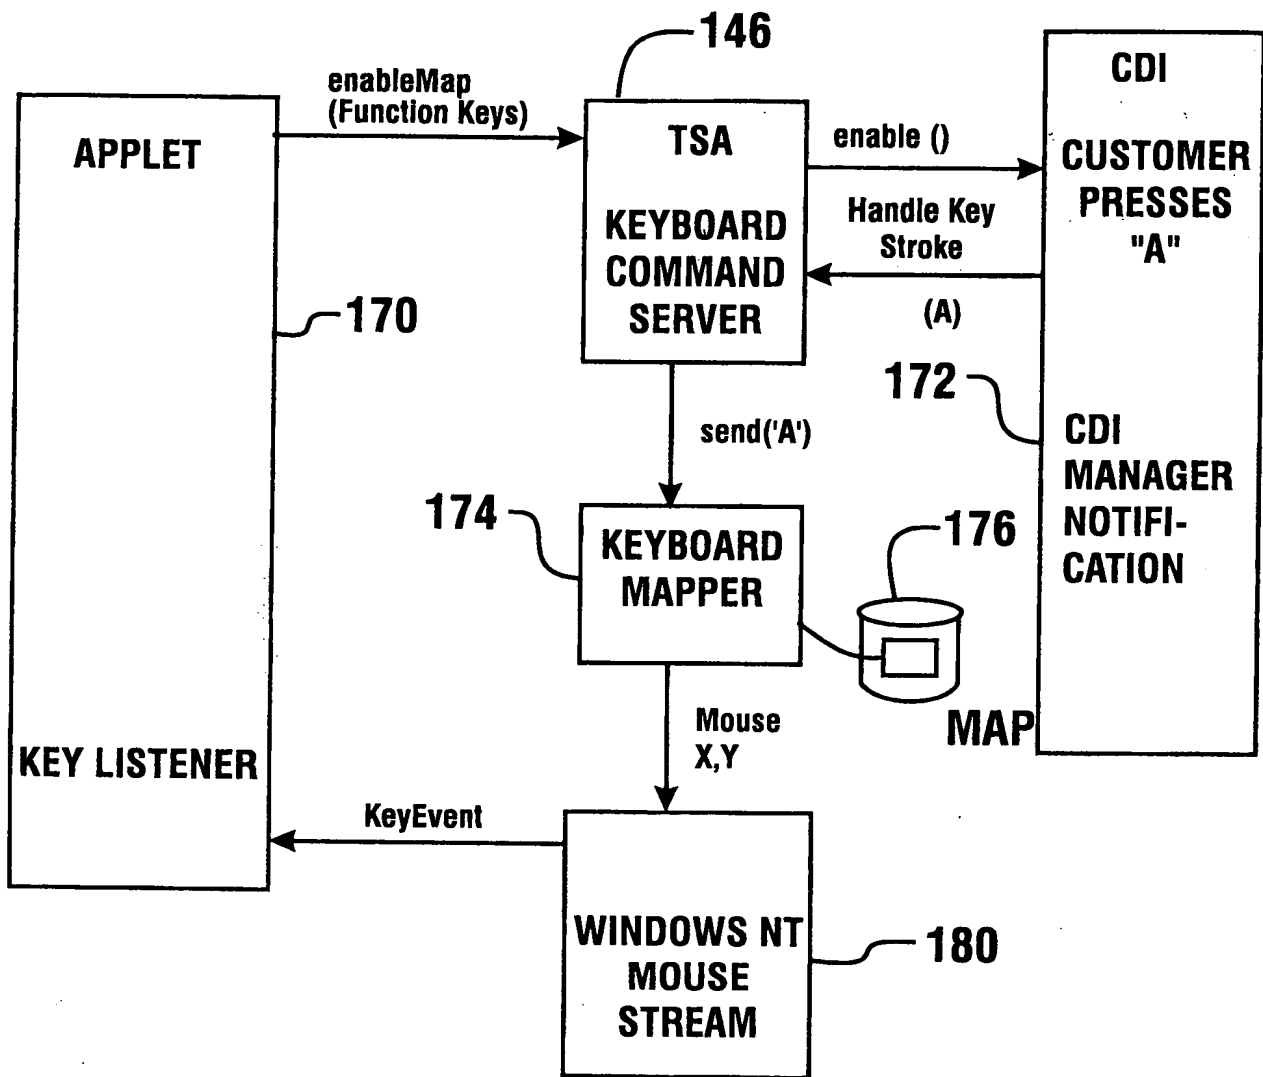 146
CDI
enableMap
(Function Keys)
APPLET
TSA
enable ()
CUSTOMER
PRESSES
"A"
KEYBOARD
COMMAND
SERVER
Handle Key
Stroke
(A)
170
172
send('A')
CDI
MANAGER
NOTIFI-
CATION
174
KEYBOARD
MAPPER
176
MAP
Mouse
X,Y
KEY LISTENER
KeyEvent
WINDOWS NT
MOUSE
STREAM
180